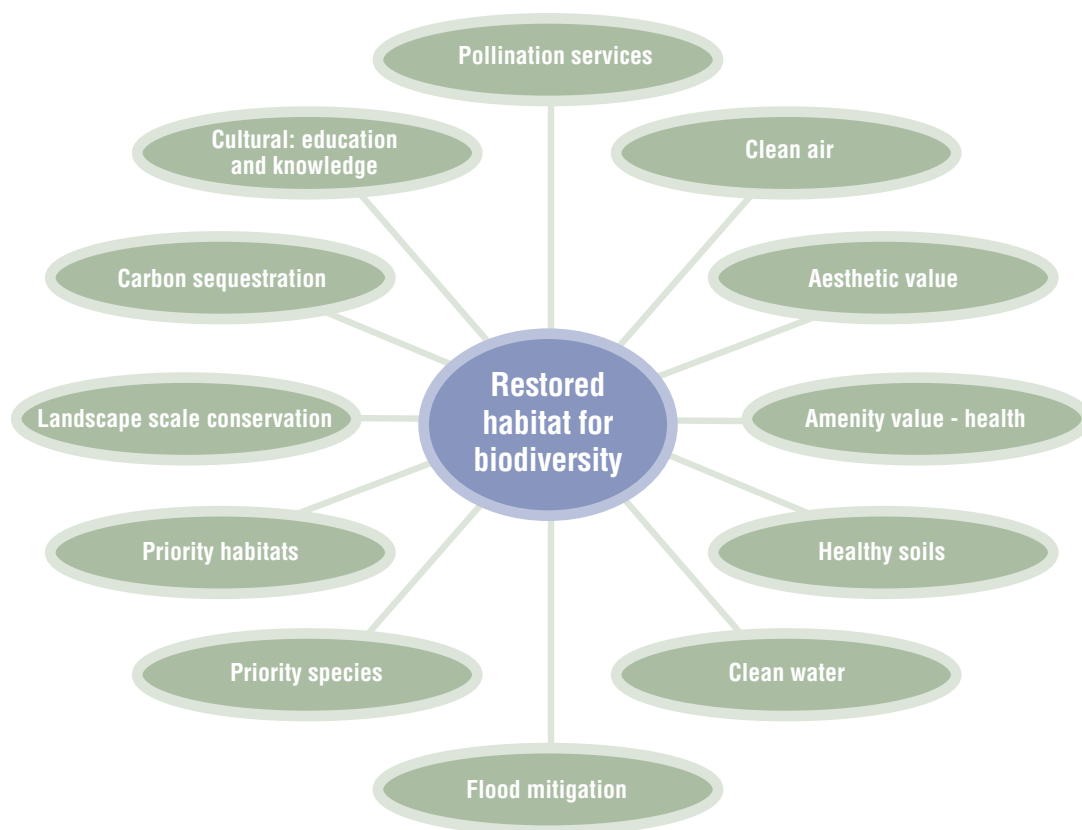 Pollination services
Cultural: education
and knowledge
Clean air
Carbon sequestration
Aesthetic value
Restored
habitat for
biodiversity
Landscape scale conservation
Amenity value - health
Priority habitats
Healthy soils
Priority species
Clean water
Flood mitigation